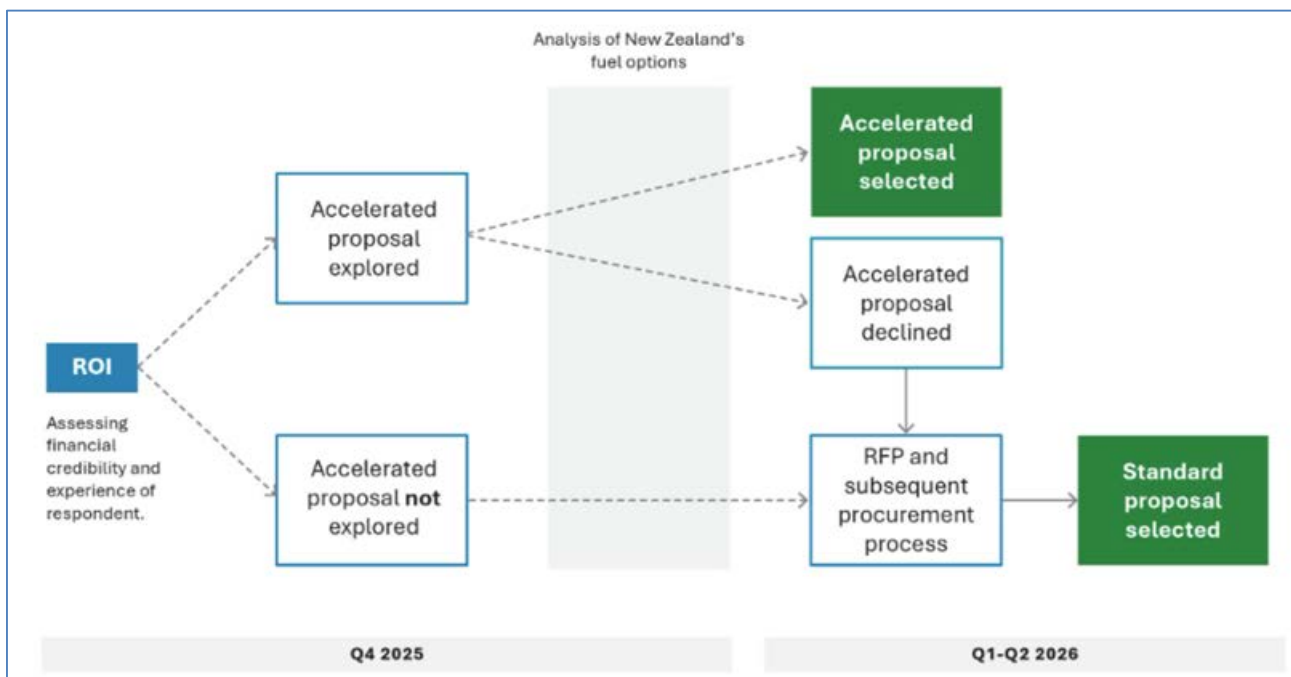 Analysis of New Zealand's
fuel options
Accelerated
proposal
selected
Accelerated
proposal
explored
Accelerated
proposal
declined
ROI
Assessing
financial
credibility and
experience of
respondent.
Accelerated
proposal not
explored
RFP and
subsequent
procurement
process
Standard
proposal
selected
Q4 2025
Q1-Q2 2026